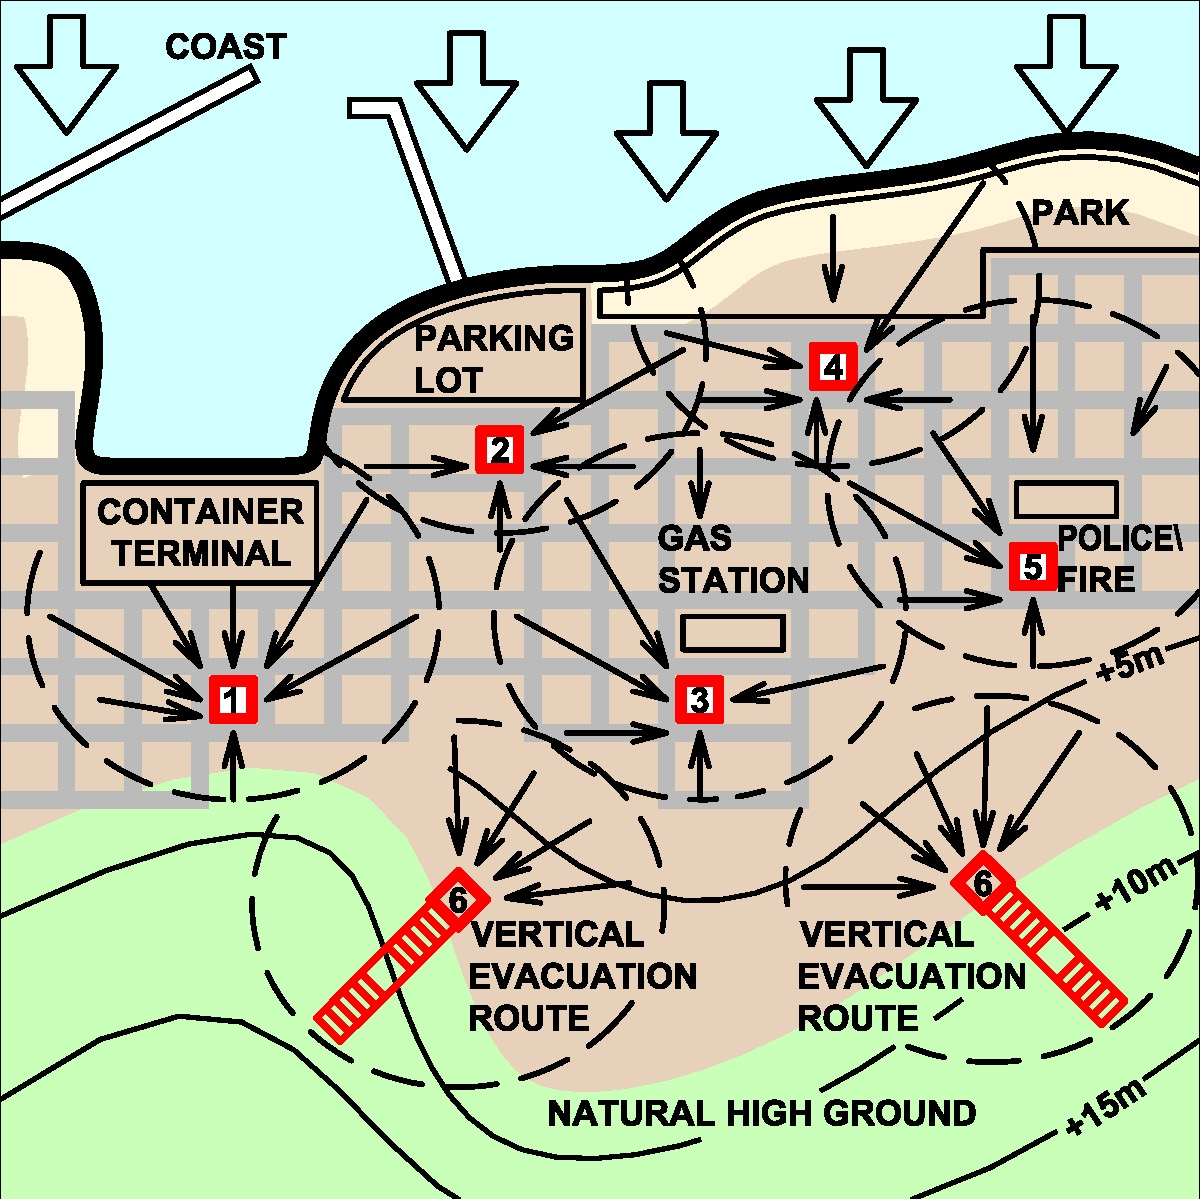 COAST
PARK
PARKING
LOT
4
2
CONTAINER
TERMINAL
GAS
STATION
POLICE\
FIRE
5
+5m
1
3
6
6
+10m
VERTICAL
EVACUATION
ROUTE
VERTICAL
EVACUATION
ROUTE
NATURAL HIGH GROUND
+15m